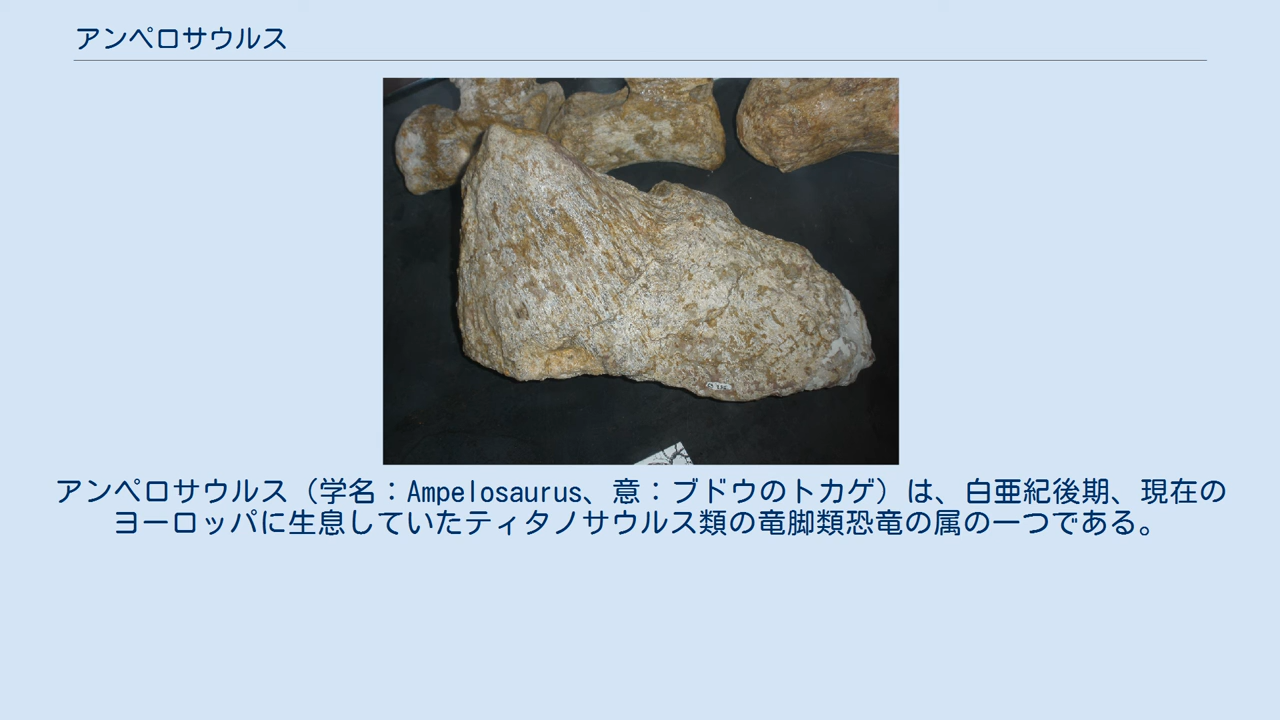 アンペロサウルス
アンペロサウルス（学名：Ampelosaurus、意：ブドウのトカゲ）は、白亜紀後期、現在の
ヨーロッパに生息していたティタノサウルス類の竜脚類恐竜の属の一つである。